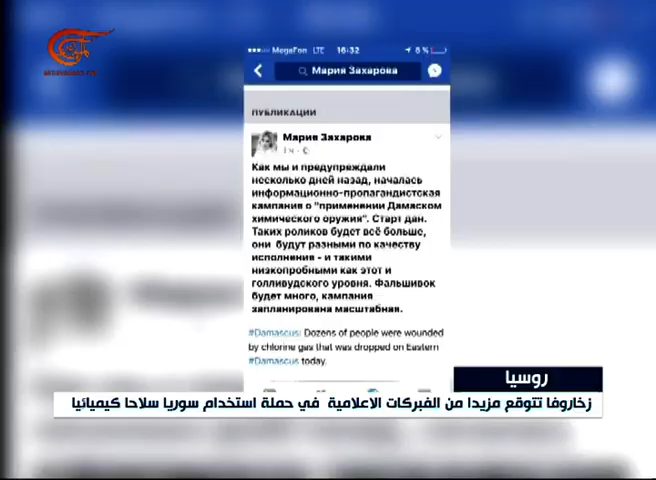 MegaFon LTE 16:32 8 %
Мария Захарова
ПУБЛИКАЦИИ
Мария Захарова
1 ч
Как мы и предупреждали
несколько дней назад, началась
информационно-пропагандистская
кампания о "применении Дамаском
химического оружия". Старт дан.
Таких роликов будет всё больше,
они будут разными по качеству
исполнения - и такими
низкопробными как этот и
голливудского уровня. Фальшивок
будет много, кампания
запланирована масштабная.
#Damascus: Dozens of people were wounded
by chlorine gas that was dropped on Eastern
#Damascus today.
روسيا
زخاروفا تتوقع مزيدا من الفبركات الاعلامية في حملة استخدام سوريا سلاحا كيميائيا